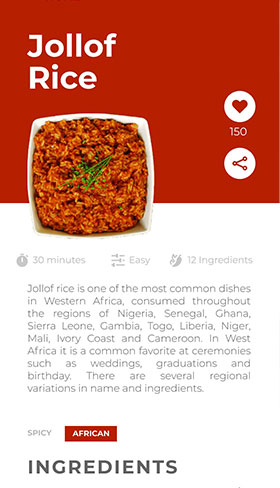 Jollof
Rice
150
30 minutes Easy 12 Ingredients
Jollof rice is one of the most common dishes
in Western Africa, consumed throughout
the regions of Nigeria, Senegal, Ghana,
Sierra Leone, Gambia, Togo, Liberia, Niger,
Mali, Ivory Coast and Cameroon. In West
Africa it is a common favorite at ceremonies
such as weddings, graduations and
birthday. There are several regional
variations in name and ingredients.
SPICY AFRICAN
INGREDIENTS